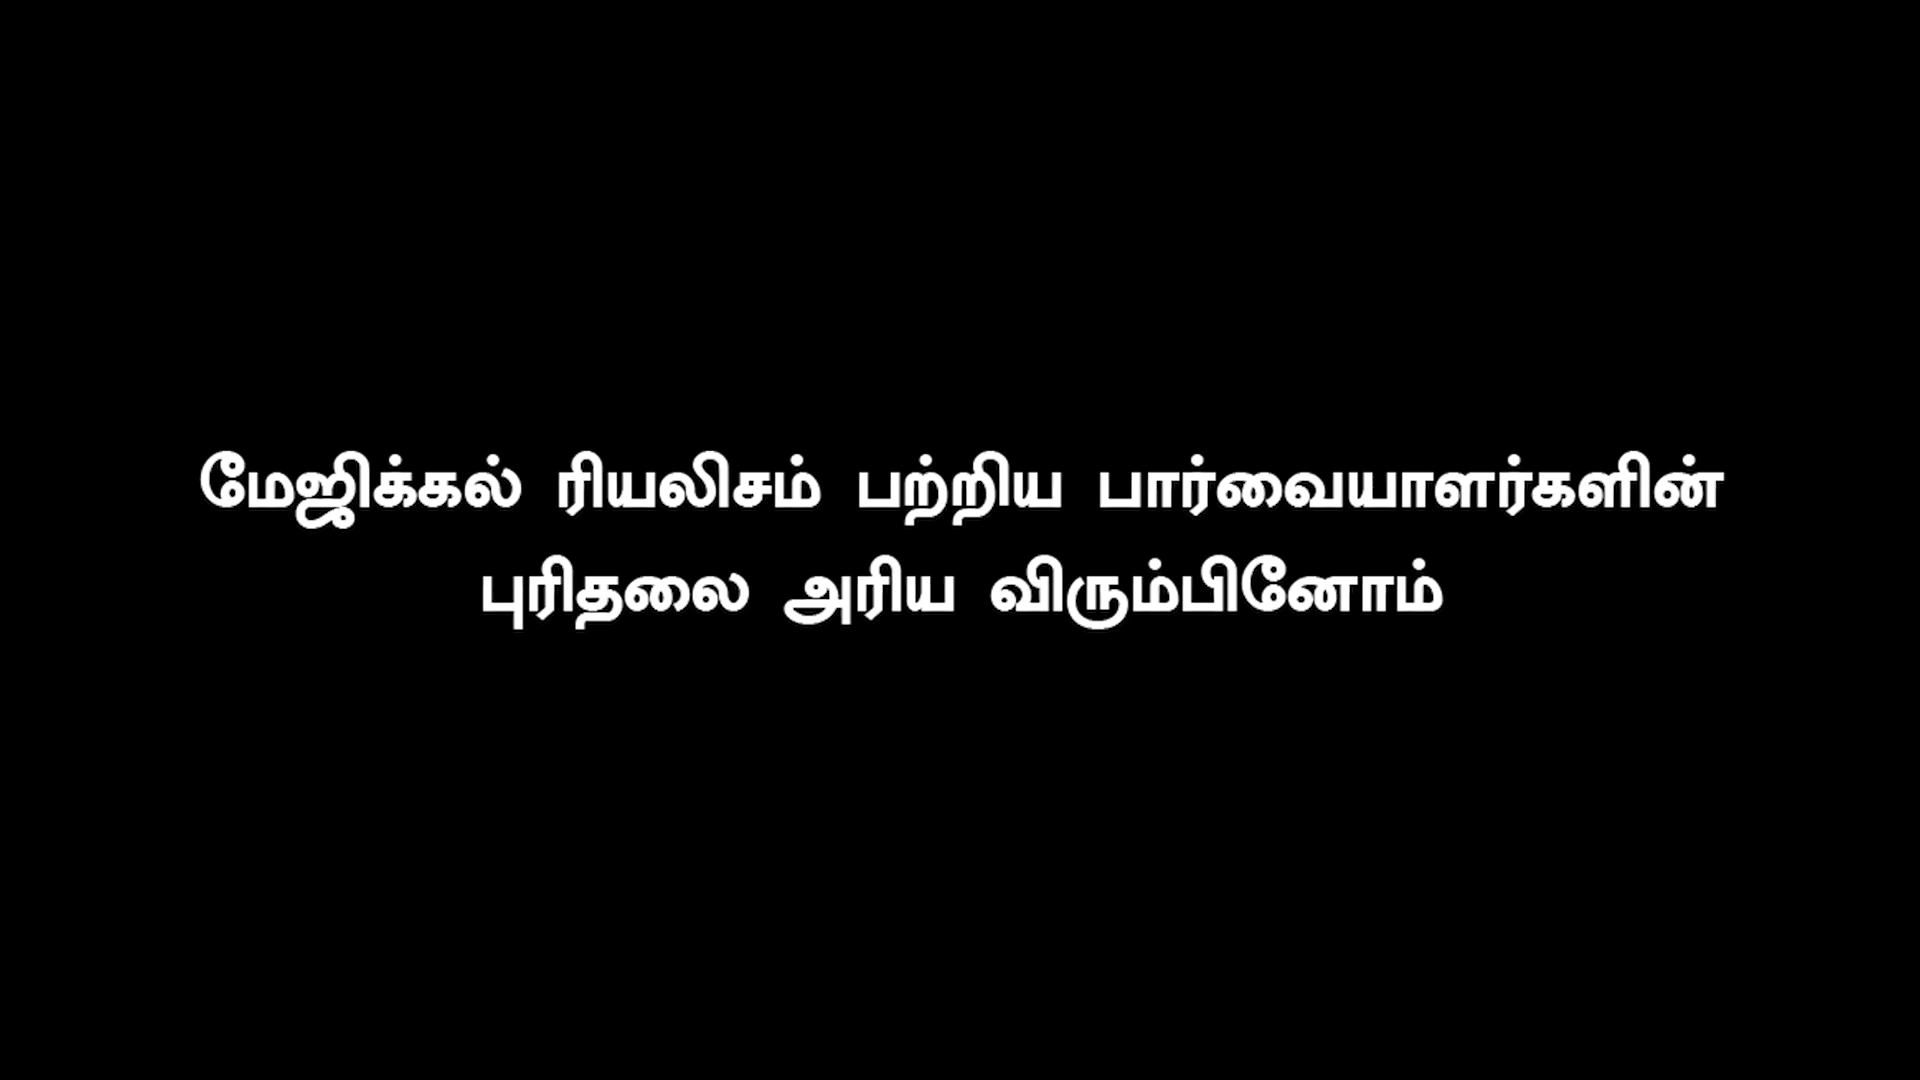 மேஜிக்கல் ரியலிசம் பற்றிய பார்வையாளர்களின்
புரிதலை அரிய விரும்பினோம்